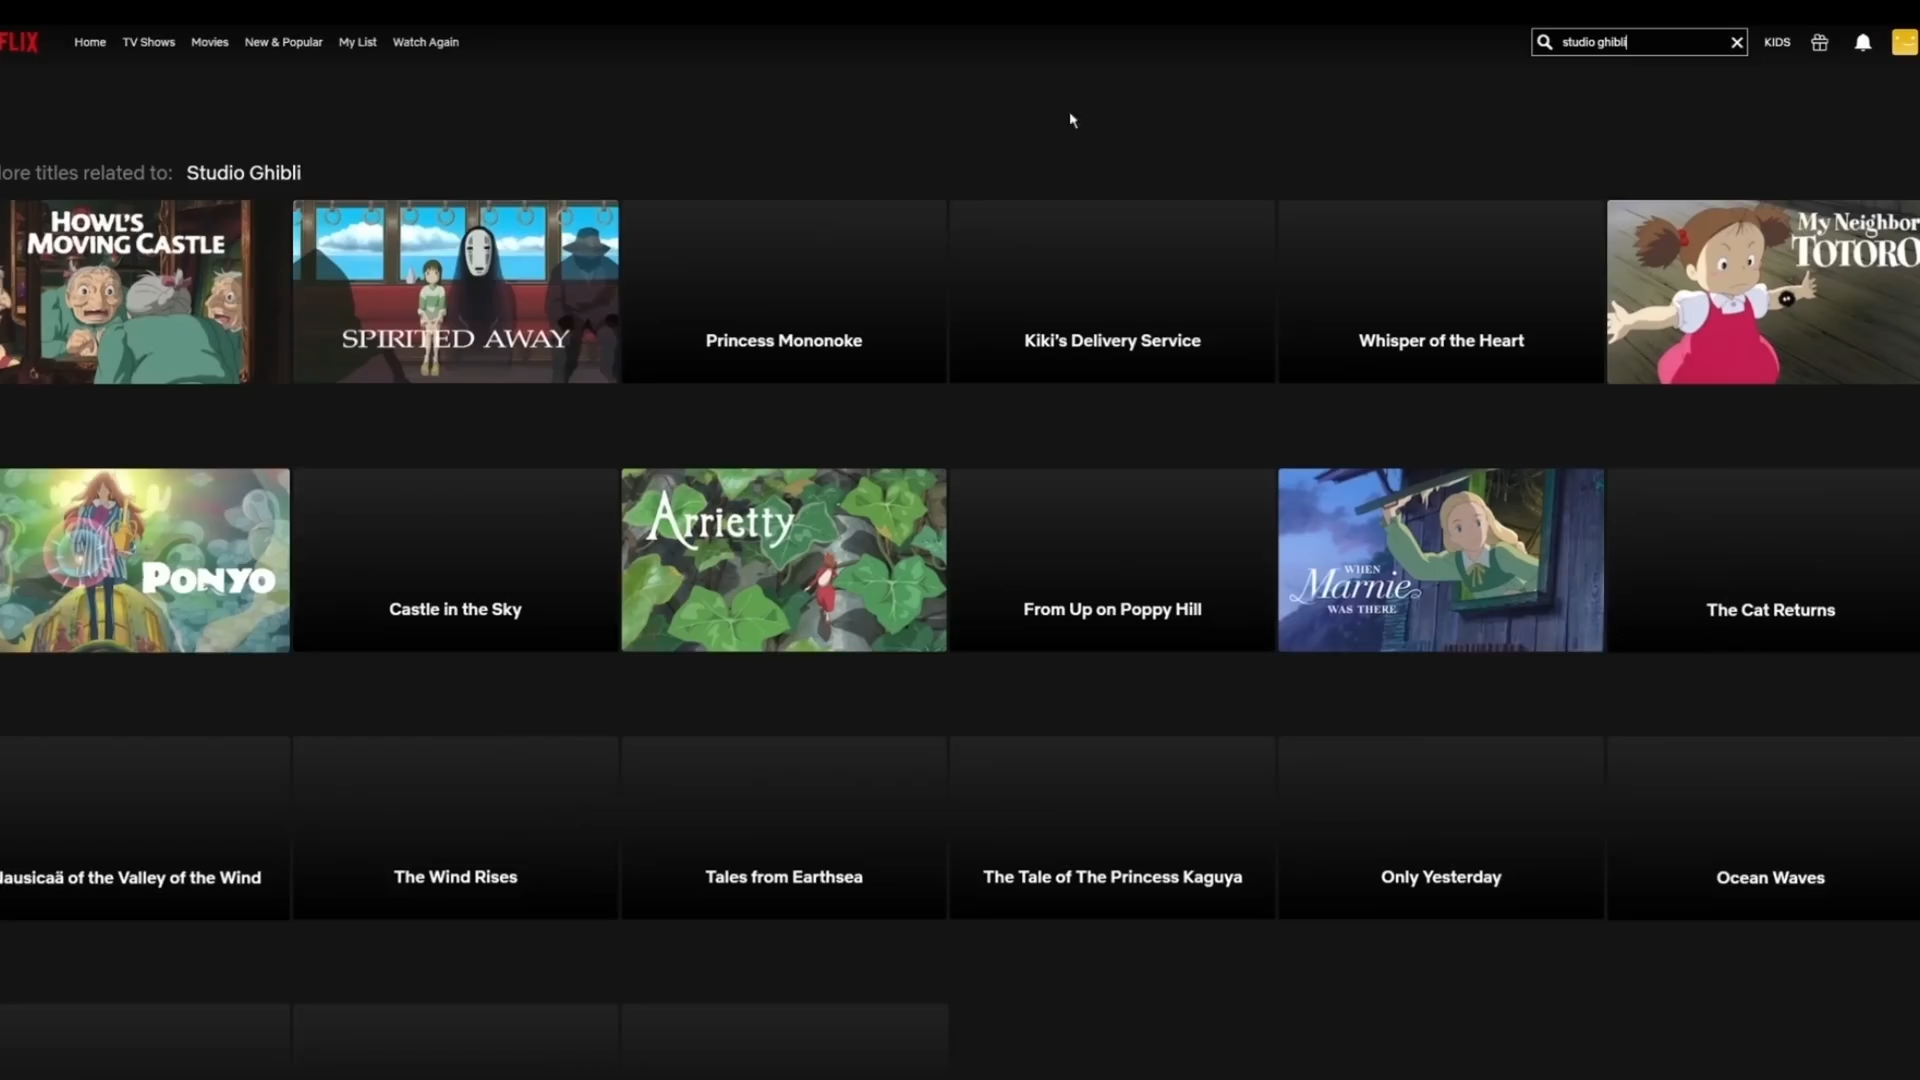 FLIX Home TV Shows Movies New & Popular My List Watch Again studio ghibli KIDS
ore titles related to: Studio Ghibli
HOWL'S
MOVING CASTLE
SPIRITED AWAY
Princess Mononoke
Kiki's Delivery Service
Whisper of the Heart
My Neighbor
TOTORO
PONYO
Castle in the Sky
Arrietty
From Up on Poppy Hill
WHEN
Marnie
WAS THERE
The Cat Returns
Nausicaä of the Valley of the Wind
The Wind Rises
Tales from Earthsea
The Tale of The Princess Kaguya
Only Yesterday
Ocean Waves